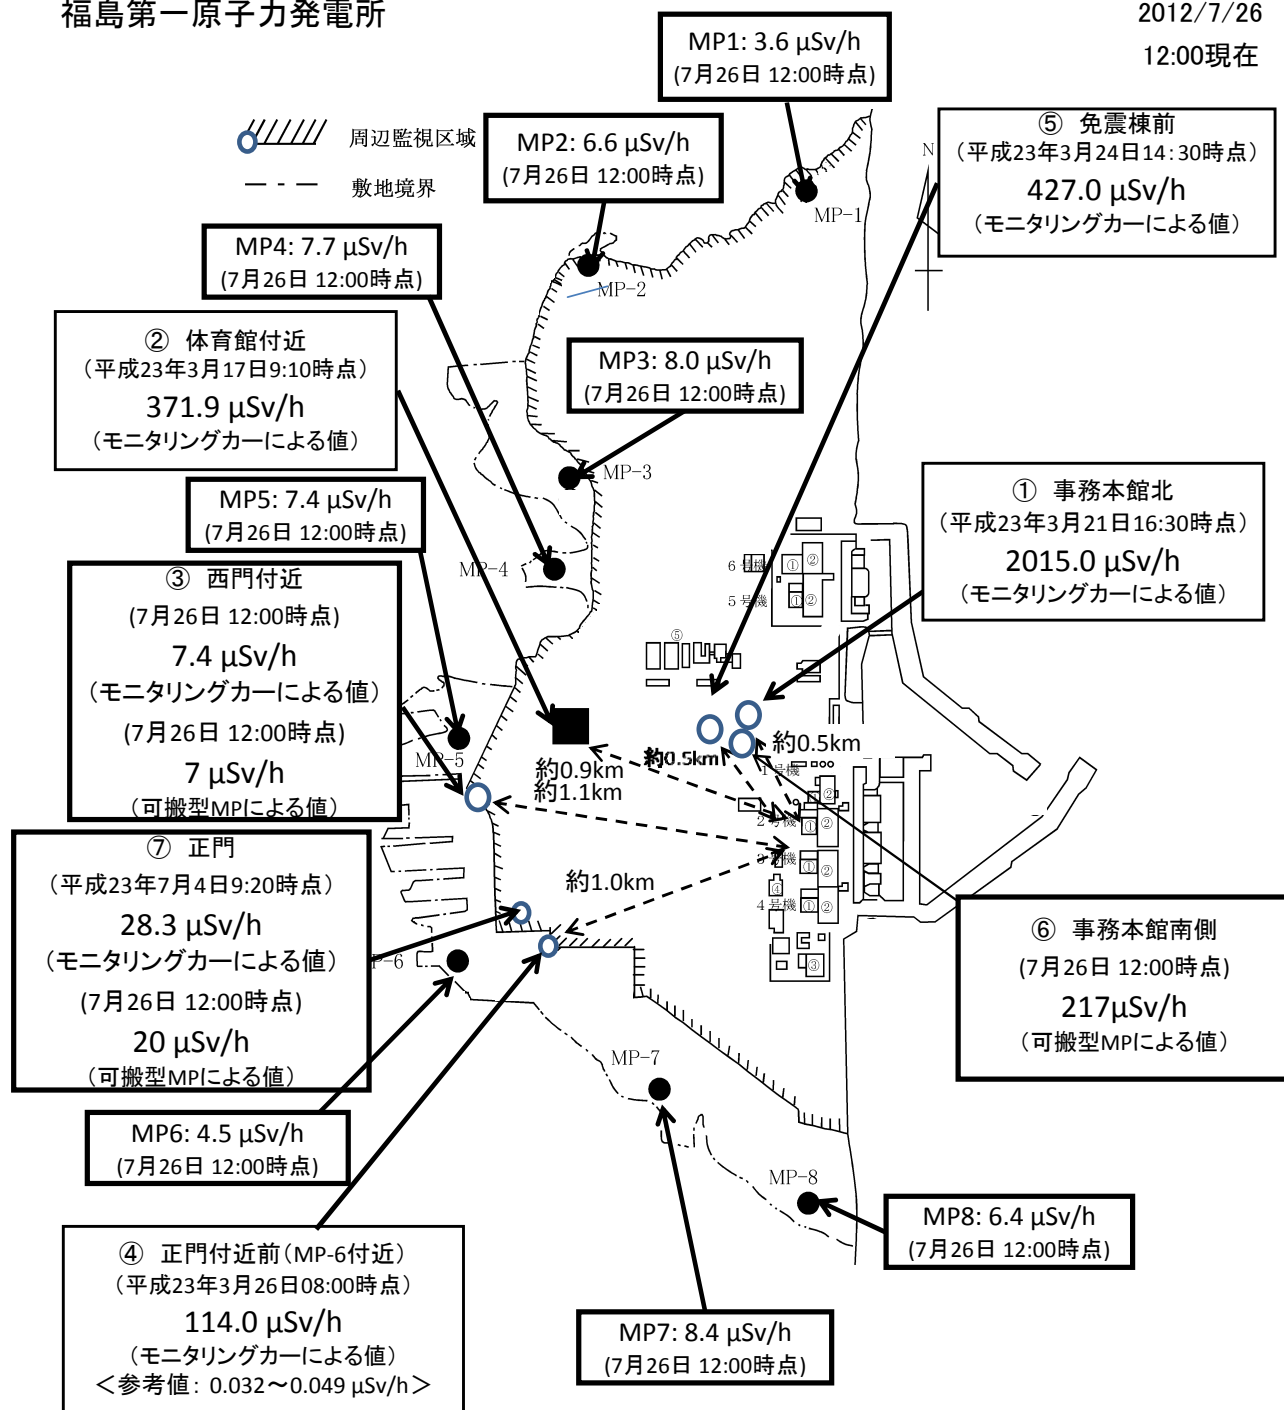 福島第一原子力発電所
2012/7/26
12:00現在
MP1: 3.6 μSv/h
(7月26日 12:00時点)
周辺監視区域
敷地境界
MP2: 6.6 μSv/h
(7月26日 12:00時点)
⑤ 免震棟前
(平成23年3月24日14:30時点)
427.0 μSv/h
(モニタリングカーによる値)
N
MP-1
MP4: 7.7 μSv/h
(7月26日 12:00時点)
MP-2
② 体育館付近
(平成23年3月17日9:10時点)
371.9 μSv/h
(モニタリングカーによる値)
MP3: 8.0 μSv/h
(7月26日 12:00時点)
MP-3
MP5: 7.4 μSv/h
(7月26日 12:00時点)
① 事務本館北
(平成23年3月21日16:30時点)
2015.0 μSv/h
(モニタリングカーによる値)
MP-4
6号機
① ②
5号機
① ②
⑤
③ 西門付近
(7月26日 12:00時点)
7.4 μSv/h
(モニタリングカーによる値)
(7月26日 12:00時点)
7 μSv/h
(可搬型MPによる値)
MP-5
約0.9km
約1.1km
約0.5km
約0.5km
1号機
②
2号機
① ②
3号機
① ②
④
4号機
① ②
③
約1.0km
⑦ 正門
(平成23年7月4日9:20時点)
28.3 μSv/h
(モニタリングカーによる値)
(7月26日 12:00時点)
20 μSv/h
(可搬型MPによる値)
P-6
⑥ 事務本館南側
(7月26日 12:00時点)
217μSv/h
(可搬型MPによる値)
MP-7
MP6: 4.5 μSv/h
(7月26日 12:00時点)
MP-8
MP8: 6.4 μSv/h
(7月26日 12:00時点)
④ 正門付近前(MP-6付近)
(平成23年3月26日08:00時点)
114.0 μSv/h
(モニタリングカーによる値)
<参考値: 0.032~0.049 μSv/h>
MP7: 8.4 μSv/h
(7月26日 12:00時点)